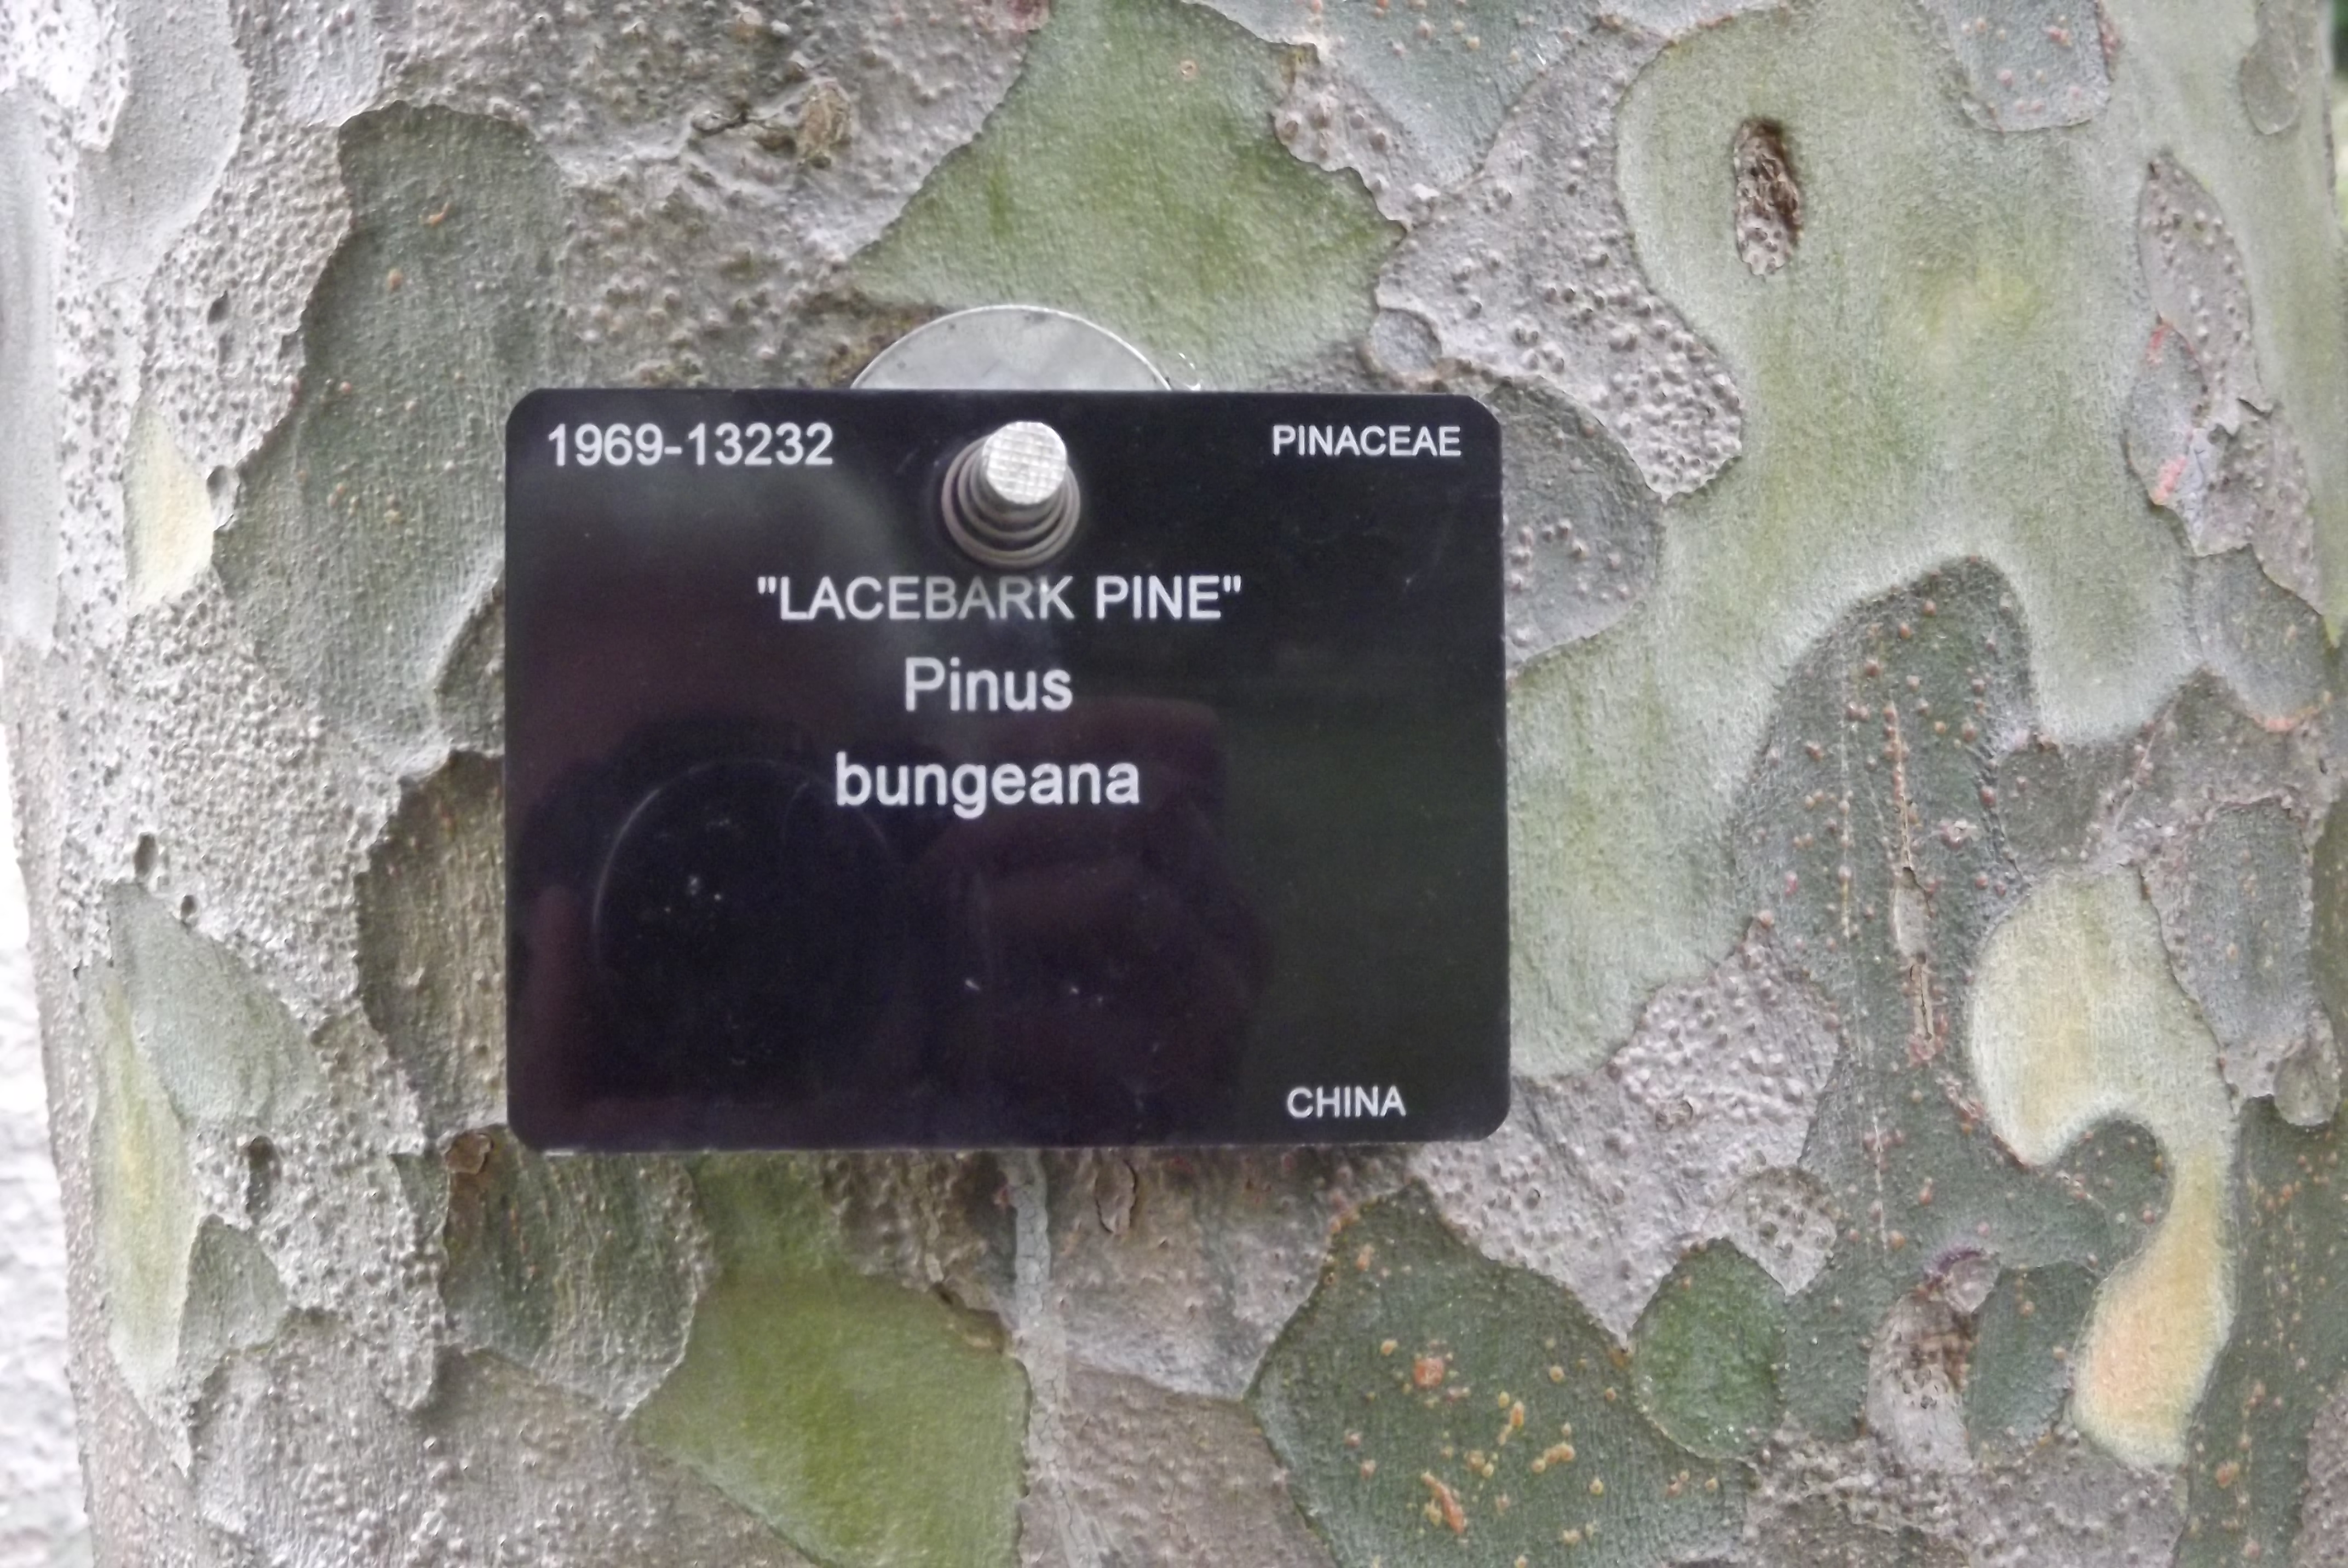 1969-13232 PINACEAE
"LACEBARK PINE"
Pinus
bungeana
CHINA